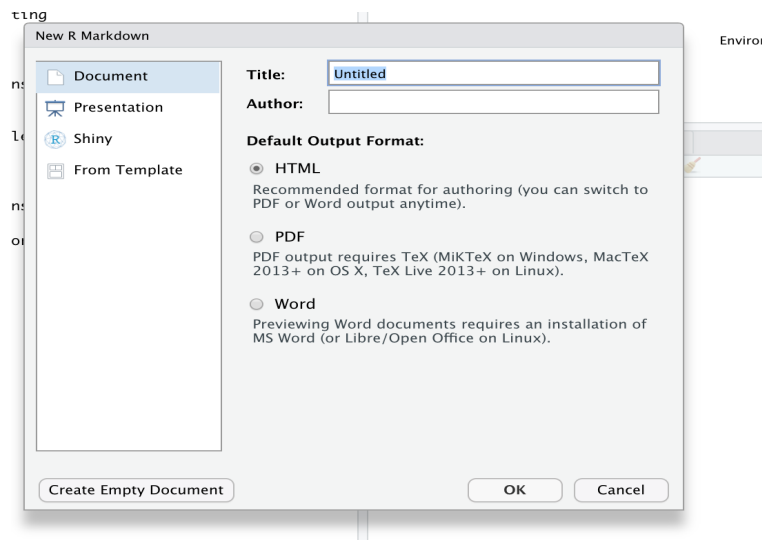 ting
New R Markdown
Environ
Document
Presentation
R Shiny
From Template
Title: Untitled
Author:
Default Output Format:
HTML
Recommended format for authoring (you can switch to
PDF or Word output anytime).
PDF
PDF output requires TeX (MiKTeX on Windows, MacTeX
2013+ on OS X, TeX Live 2013+ on Linux).
Word
Previewing Word documents requires an installation of
MS Word (or Libre/Open Office on Linux).
Create Empty Document
OK
Cancel